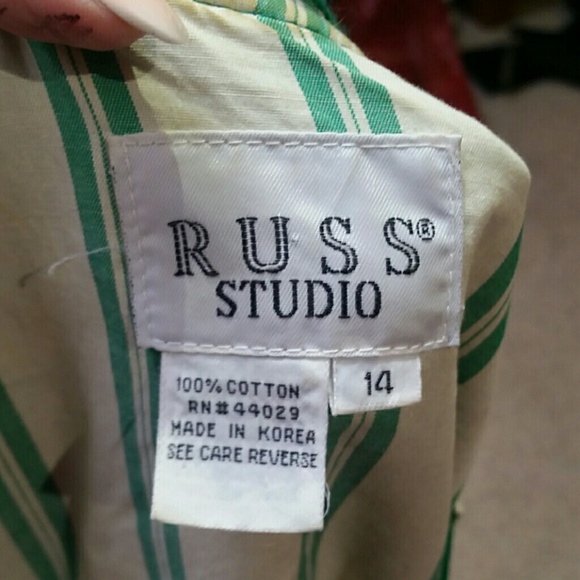 RUSS®
STUDIO
14
100% COTTON
RN#44029
MADE IN KOREA
SEE CARE REVERSE